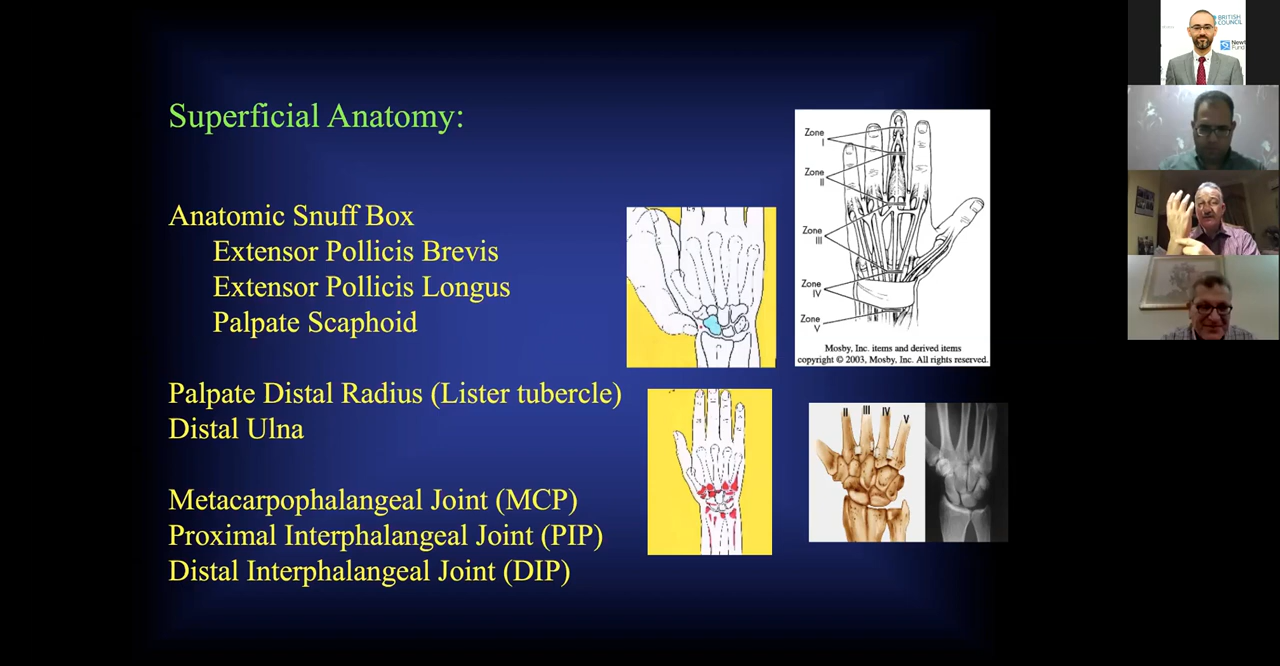 Superficial Anatomy:
Anatomic Snuff Box
Extensor Pollicis Brevis
Extensor Pollicis Longus
Palpate Scaphoid
Palpate Distal Radius (Lister tubercle)
Distal Ulna
Metacarpophalangeal Joint (MCP)
Proximal Interphalangeal Joint (PIP)
Distal Interphalangeal Joint (DIP)
Zone
I
Zone
II
Zone
III
Zone
IV
Zone
V
Mosby, Inc. items and derived items
copyright © 2003, Mosby, Inc. All rights reserved.
II III IV V
BRITISH
COUNCIL
Newt
Fund